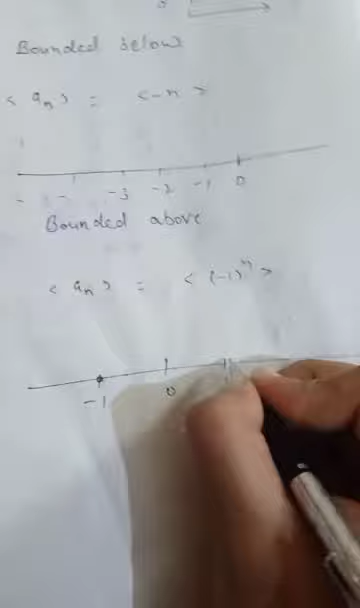 Bounded below
< aₙ > = < -n >
- - -3 -2 -1 0
Bounded above
< aₙ > = < (-1)ⁿ >
-1 0